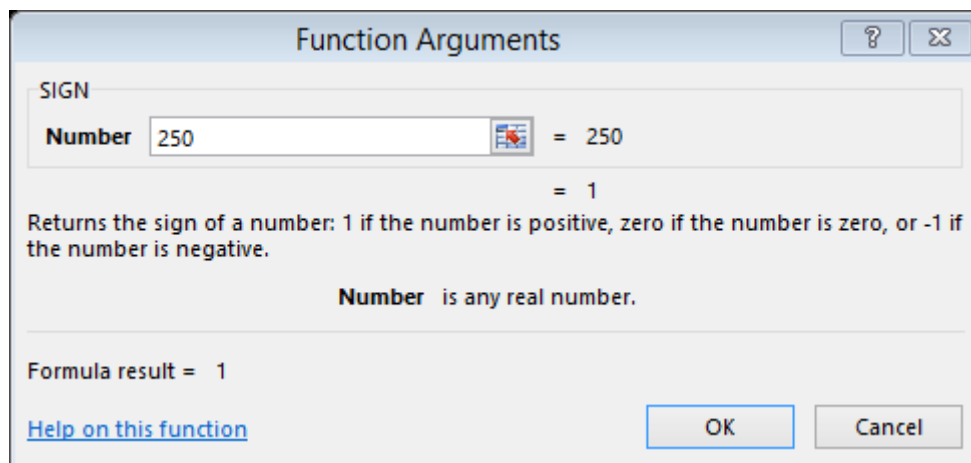 Function Arguments
SIGN
Number 250 = 250
= 1
Returns the sign of a number: 1 if the number is positive, zero if the number is zero, or -1 if
the number is negative.
Number is any real number.
Formula result = 1
Help on this function
OK Cancel